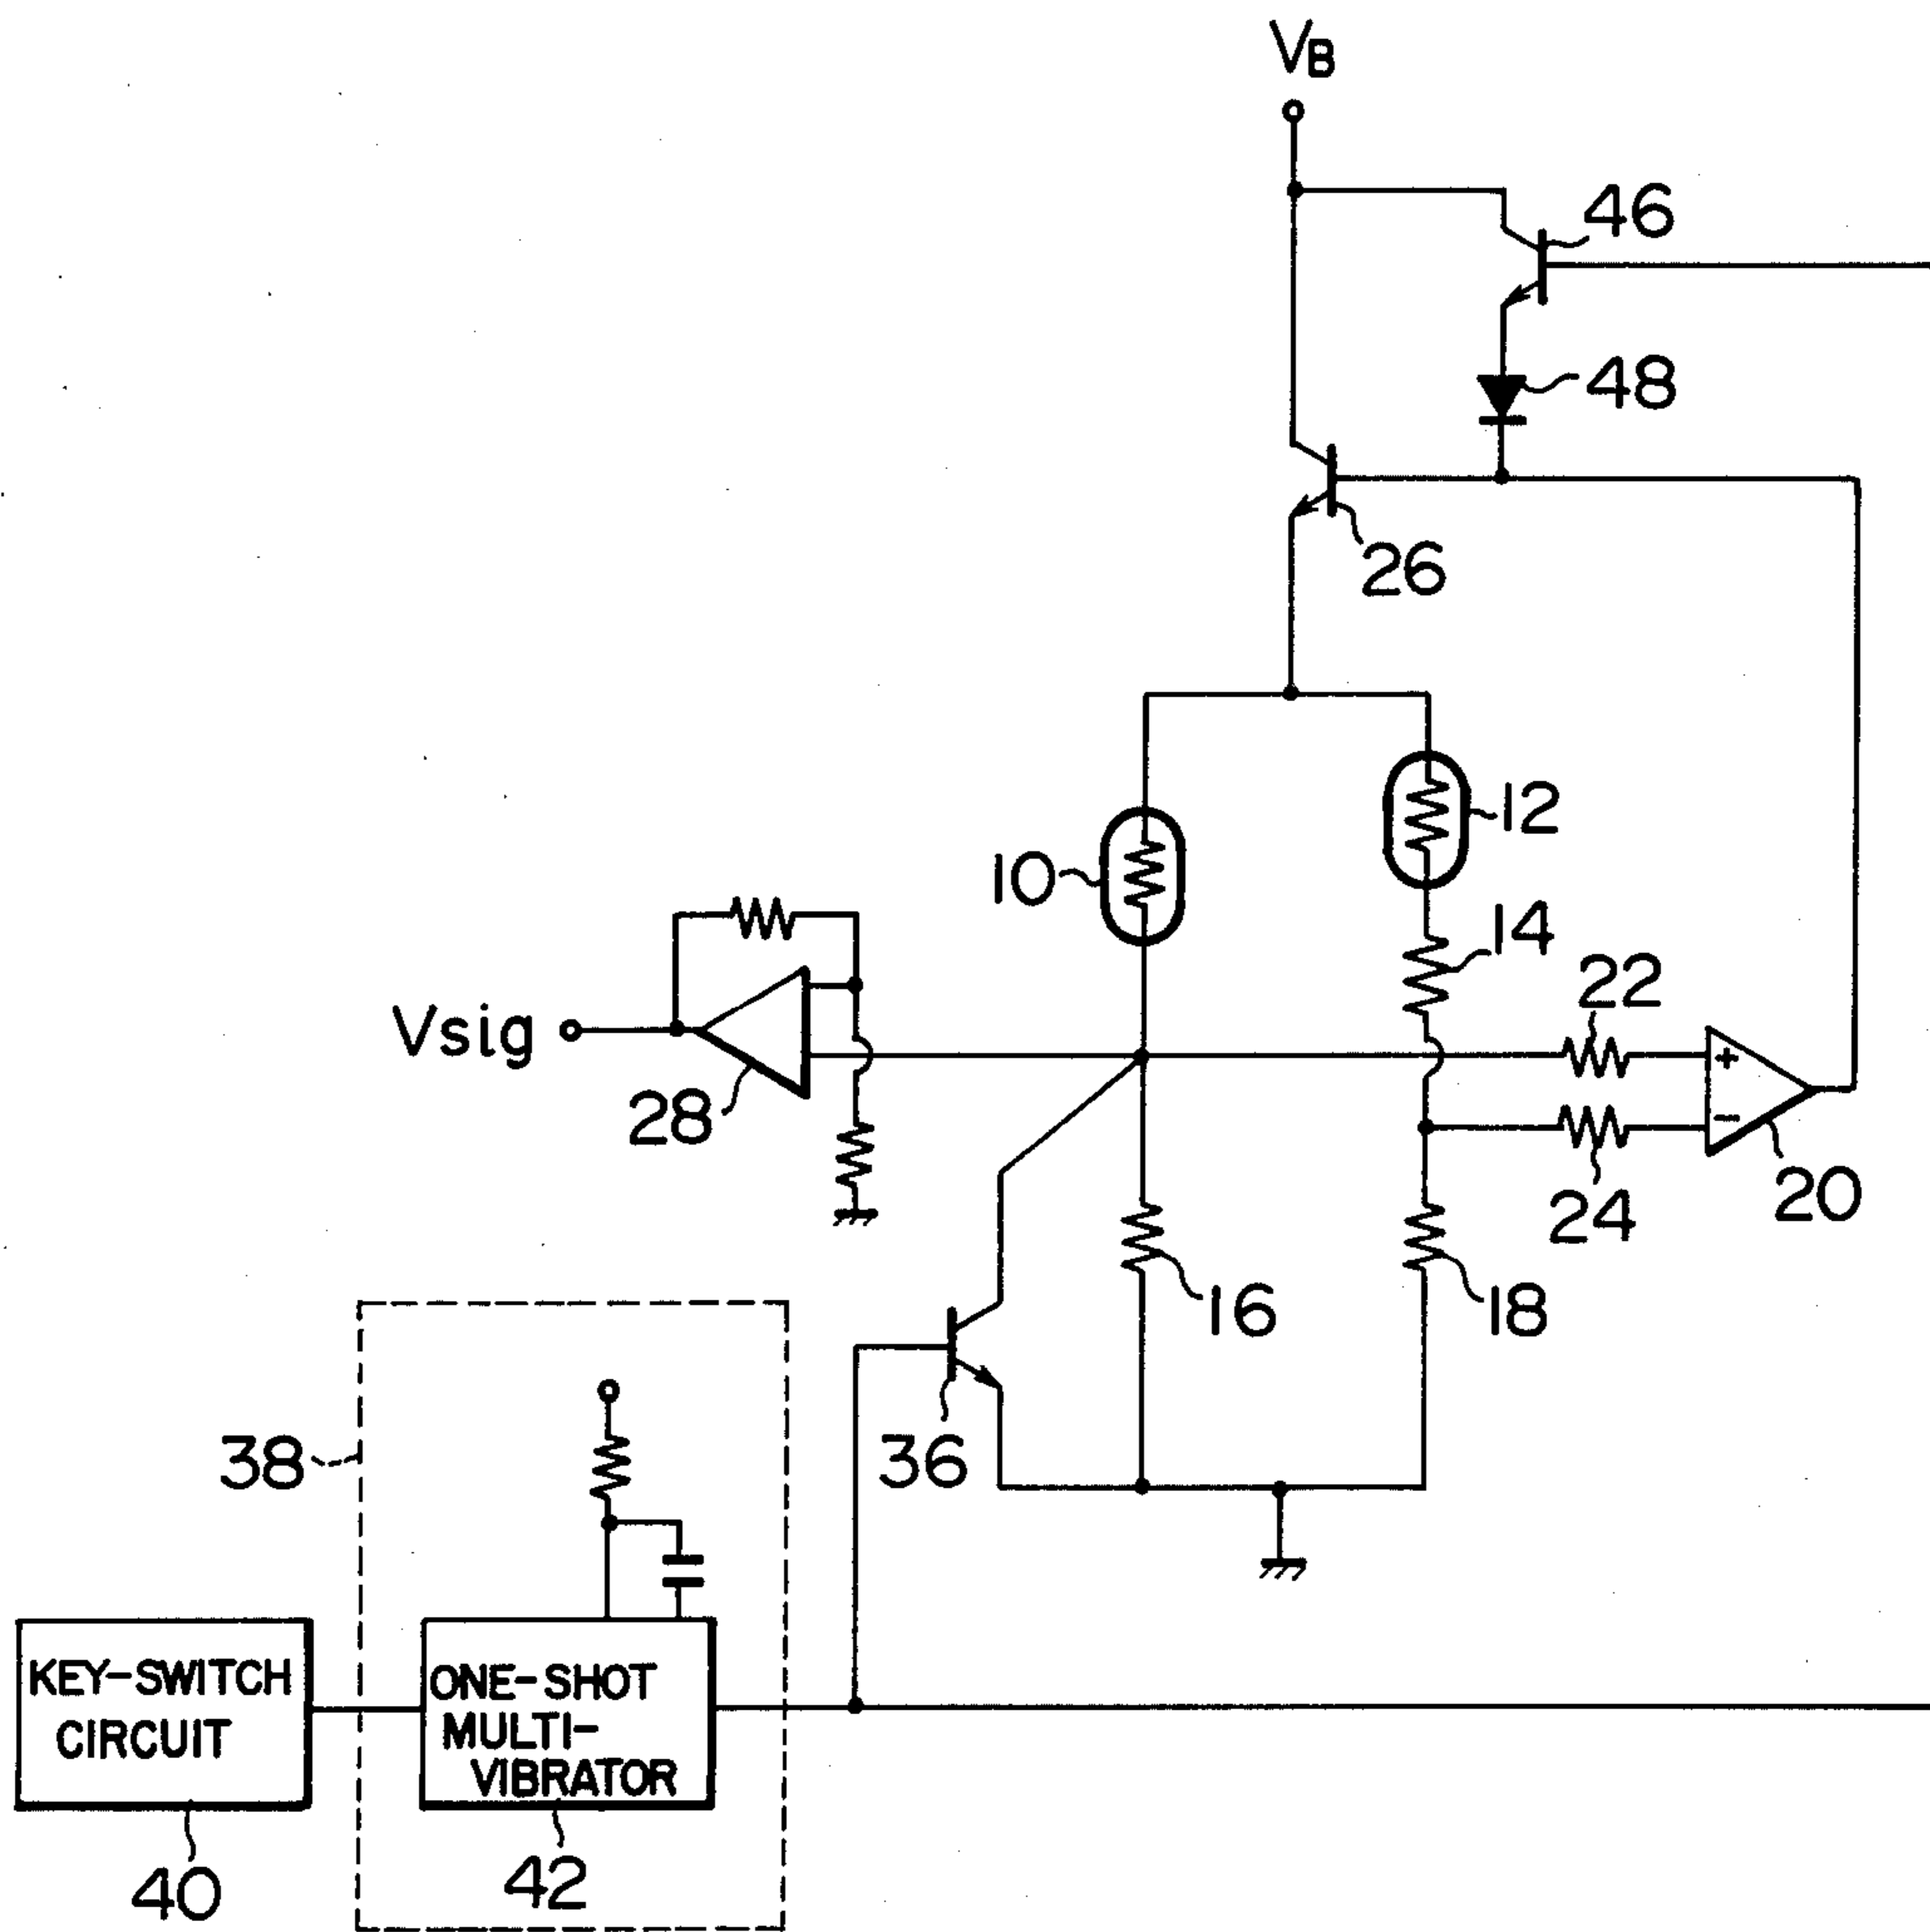 VB
46
48
26
12
10
14
22
Vsig
+
28
−
24
20
16
18
36
38
KEY-SWITCH
CIRCUIT
ONE-SHOT
MULTI-
VIBRATOR
40
42